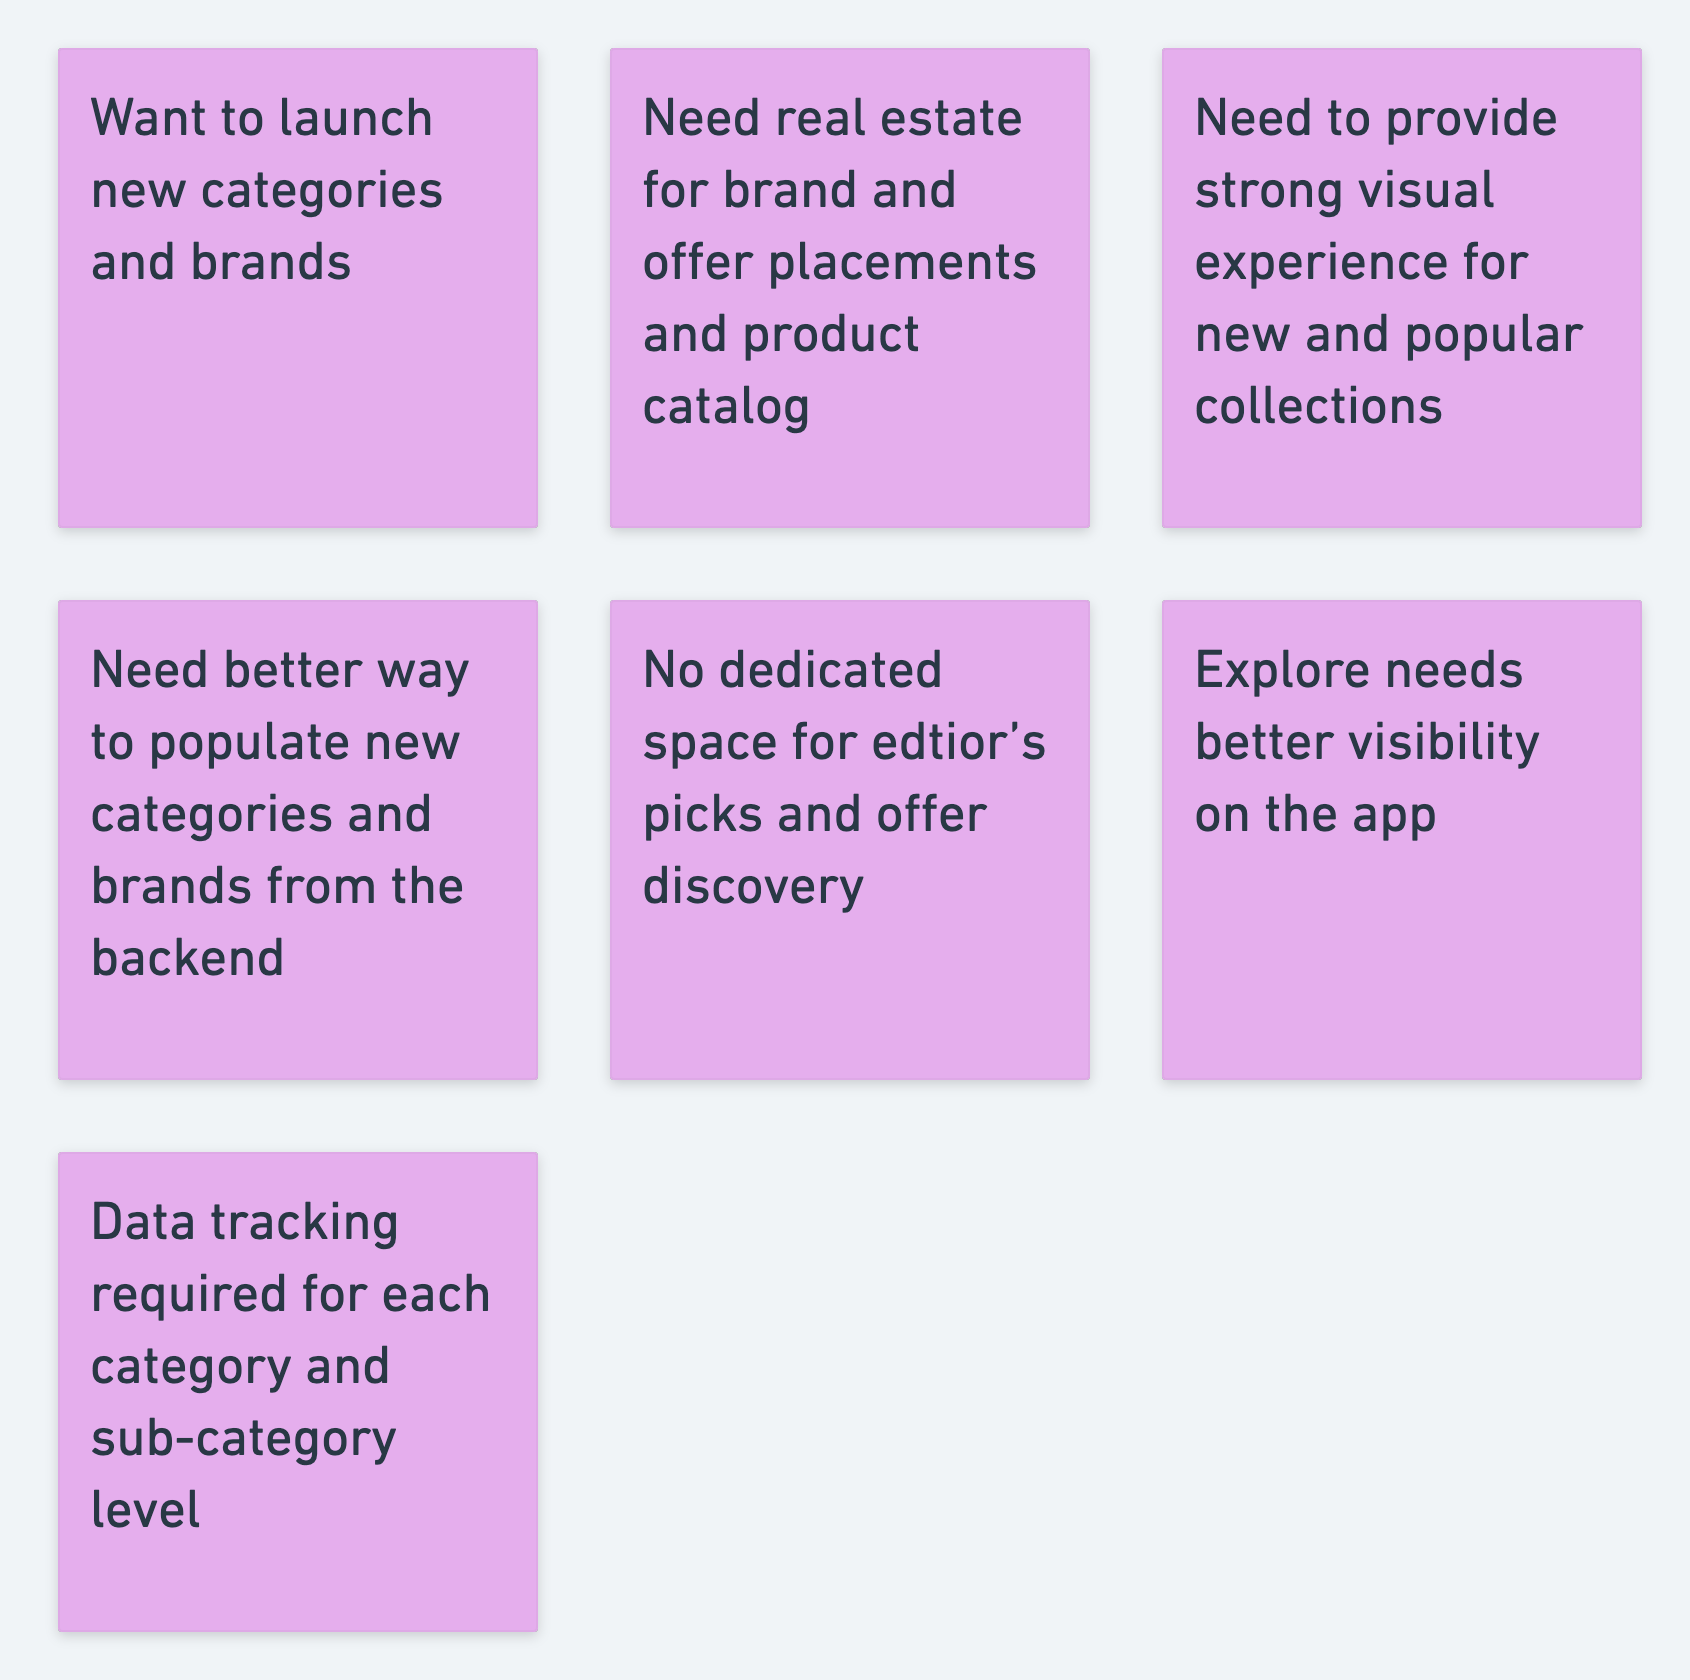 Want to launch
new categories
and brands
Need real estate
for brand and
offer placements
and product
catalog
Need to provide
strong visual
experience for
new and popular
collections
Need better way
to populate new
categories and
brands from the
backend
No dedicated
space for edtior’s
picks and offer
discovery
Explore needs
better visibility
on the app
Data tracking
required for each
category and
sub-category
level